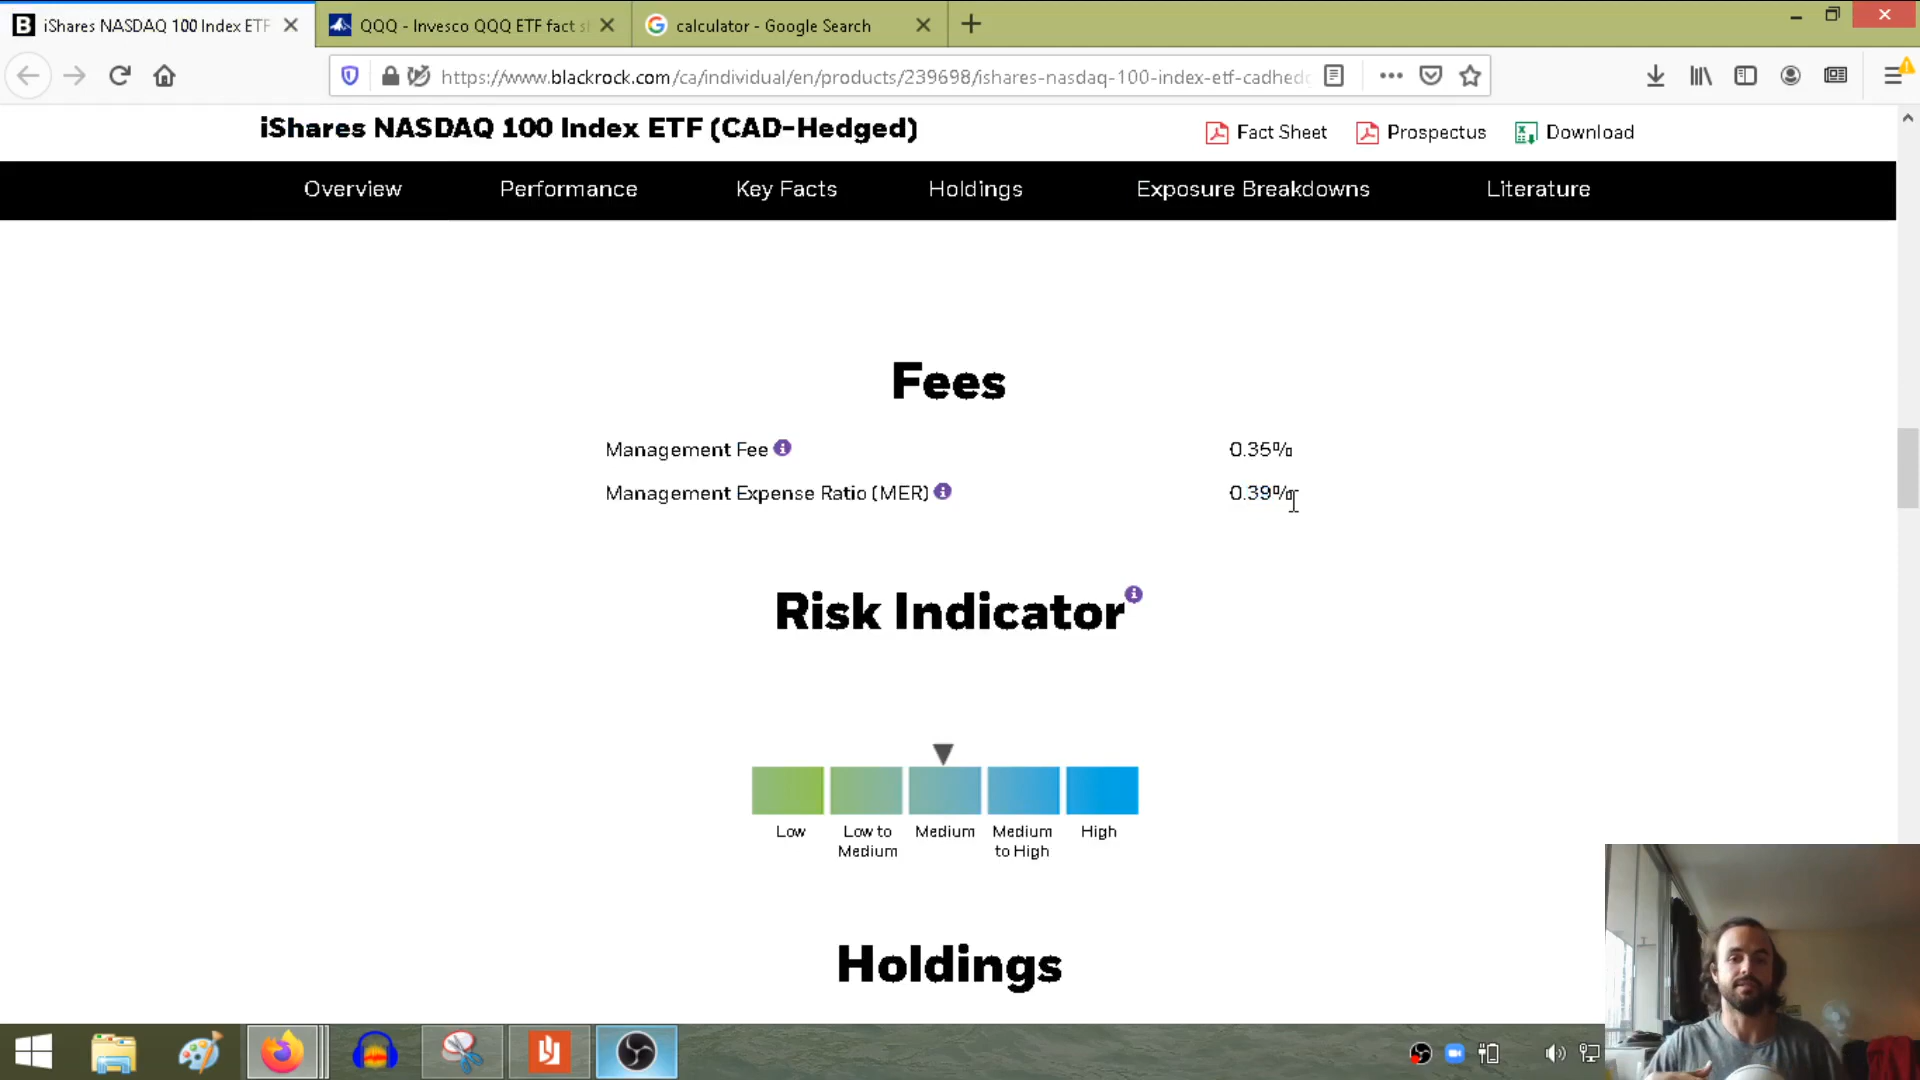 iShares NASDAQ 100 Index ETF
QQQ - Invesco QQQ ETF fact s
calculator - Google Search
https://www.blackrock.com/ca/individual/en/products/239698/ishares-nasdaq-100-index-etf-cadhedg
iShares NASDAQ 100 Index ETF (CAD-Hedged)
Fact Sheet
Prospectus
Download
Overview
Performance
Key Facts
Holdings
Exposure Breakdowns
Literature
Fees
Management Fee 0.35%
Management Expense Ratio (MER) 0.39%
Risk Indicator
Low
Low to
Medium
Medium
Medium
to High
High
Holdings